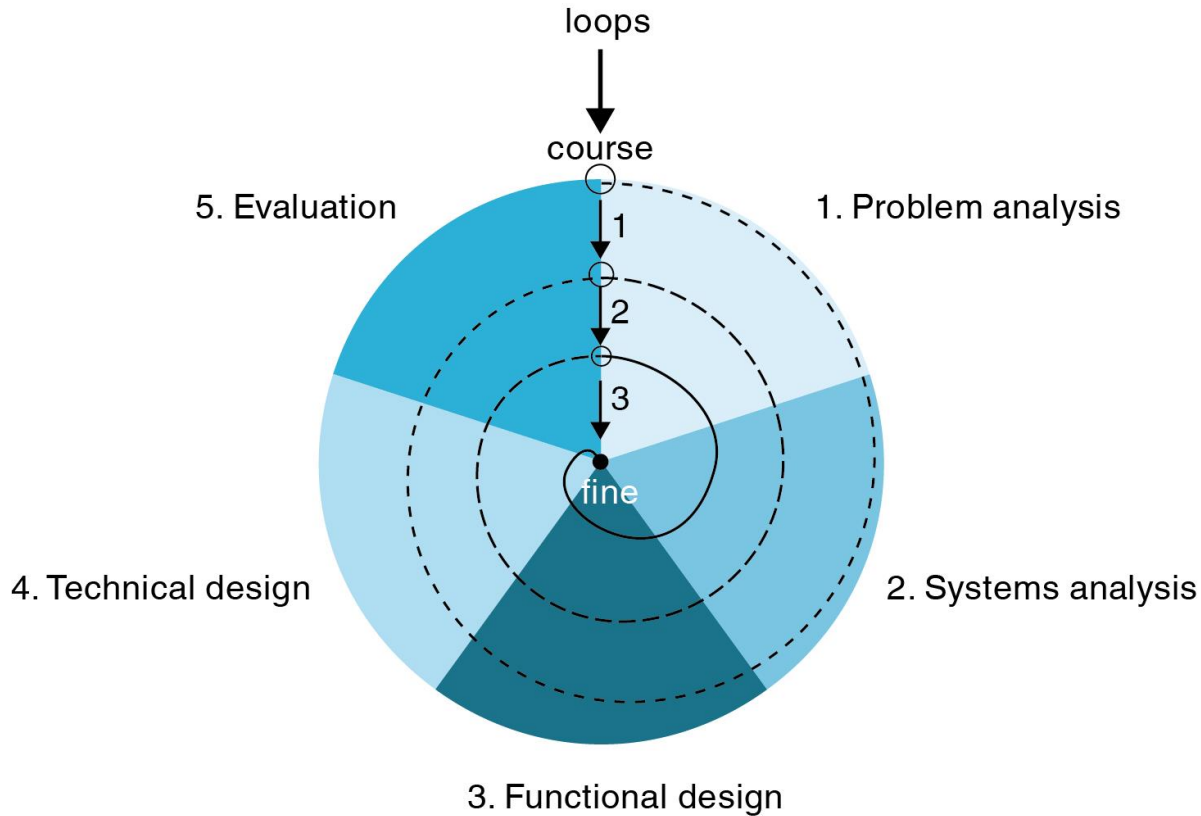 loops
course
5. Evaluation
1. Problem analysis
1
2
3
fine
4. Technical design
2. Systems analysis
3. Functional design